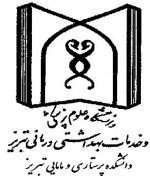 دانشگاه علوم پزشکی
و خدمات بهداشتی درمانی تبریز
دانشکده پرستاری و مامایی تبریز